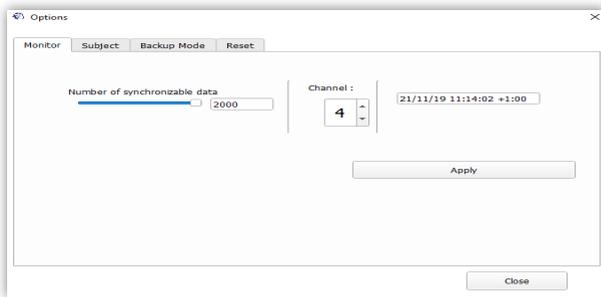 Options
Monitor Subject Backup Mode Reset
Number of synchronizable data
2000
Channel :
4
21/11/19 11:14:02 +1:00
Apply
Close